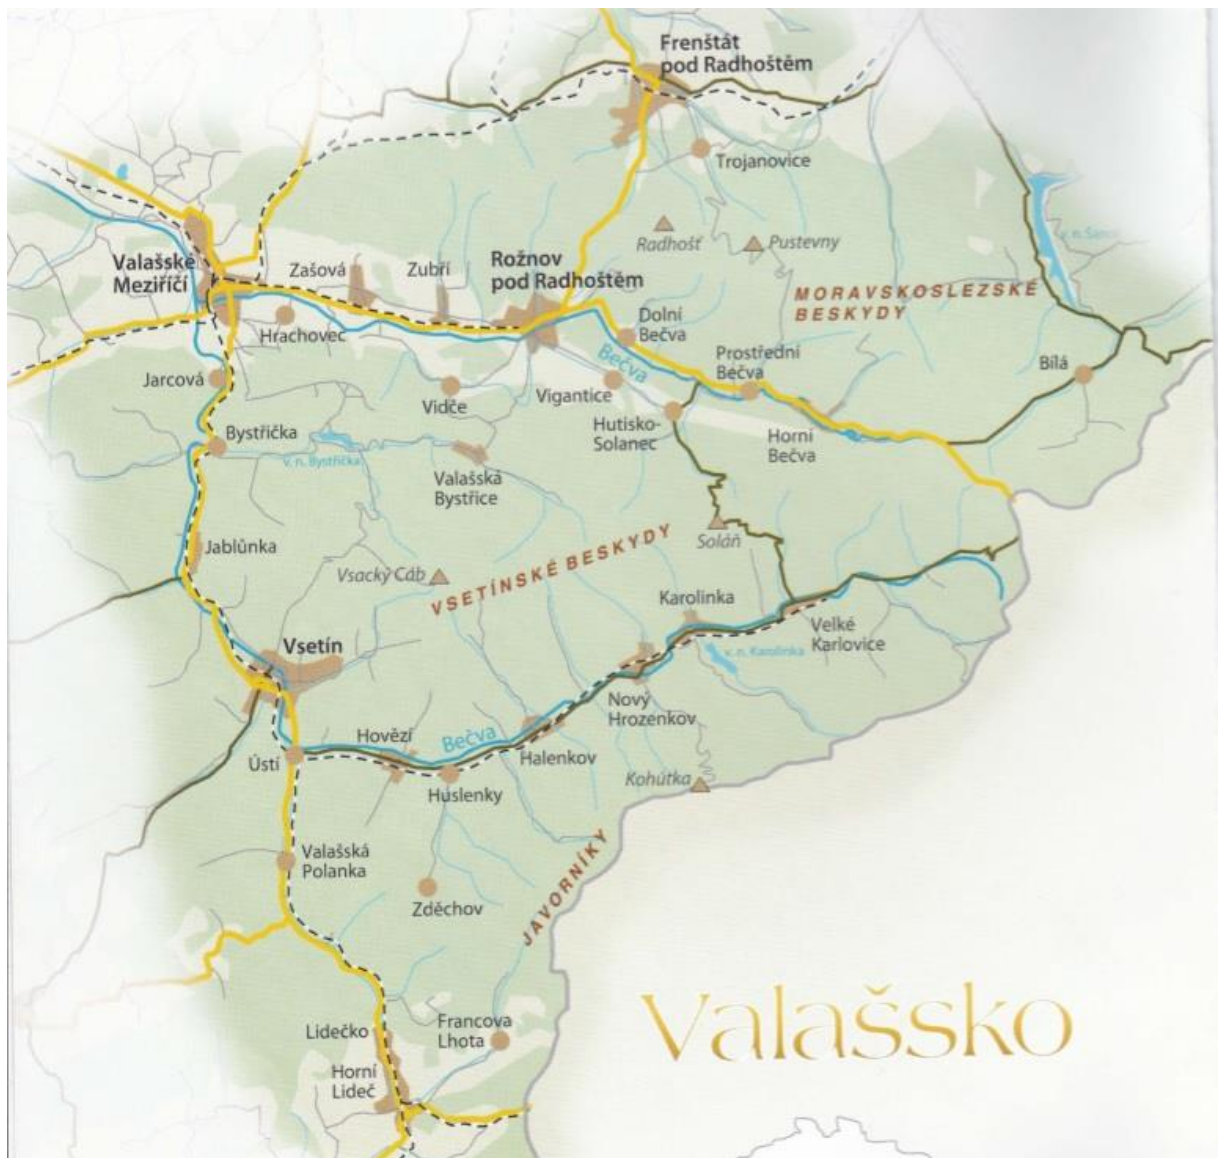 Frenštát
pod Radhoštěm
Trojanovice
Radhošť
Pustevny
Valašské
Meziříčí
Zašová
Zubří
Rožnov
pod Radhoštěm
MORAVSKOSLEZSKÉ
BESKYDY
Hrachovec
Dolní
Bečva
Bečva
Prostřední
Bečva
Bílá
Jarcová
Vidče
Vigantice
Hutisko-
Solanec
Horní
Bečva
Bystřička
v. n. Bystřička
Valašská
Bystřice
Jablůnka
Vsacký Cáb
VSETÍNSKÉ BESKYDY
Soláň
Karolinka
Velké
Karlovice
v. n. Karolinka
Vsetín
Nový
Hrozenkov
Hovězí
Bečva
Halenkov
Ústí
Huslenky
Kohútka
Valašská
Polanka
Zděchov
JAVORNÍKY
Lidečko
Francova
Lhota
Horní
Lideč
Valašsko